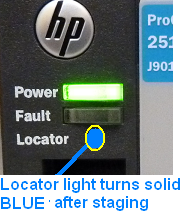 hp
ProC
251
J901
Power
Fault
Locator
Locator light turns solid
BLUE after staging